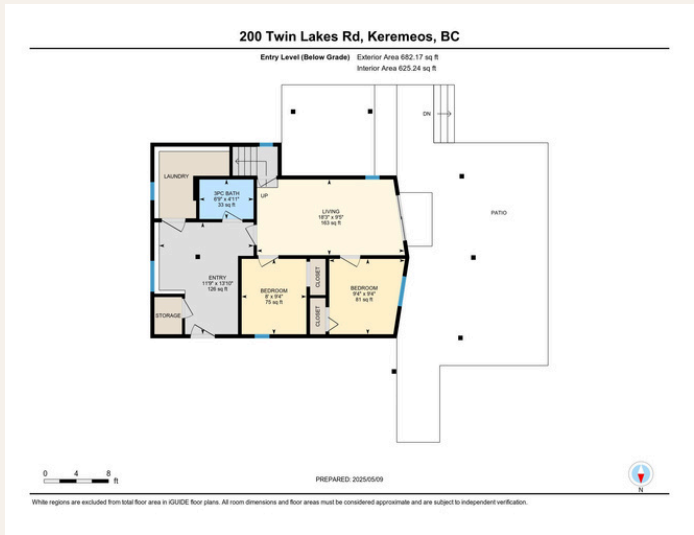 200 Twin Lakes Rd, Keremeos, BC
Entry Level (Below Grade) Exterior Area 682.17 sq ft
Interior Area 625.24 sq ft
DN
LAUNDRY
3PC BATH
6'9" x 4'11"
33 sq ft
UP
LIVING
18'3" x 9'5"
163 sq ft
PATIO
ENTRY
11'9" x 13'10"
126 sq ft
BEDROOM
8' x 9'4"
75 sq ft
CLOSET
CLOSET
BEDROOM
9'4" x 9'4"
81 sq ft
STORAGE
0 4 8
ft
PREPARED: 2025/05/09
N
White regions are excluded from total floor area in iGUIDE floor plans. All room dimensions and floor areas must be considered approximate and are subject to independent verification.